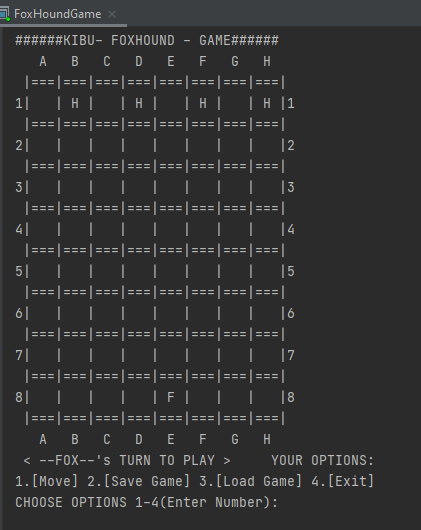 FoxHoundGame ×
######KIBU– FOXHOUND – GAME######
   A   B   C   D   E   F   G   H
 |===|===|===|===|===|===|===|===|
1|   | H |   | H |   | H |   | H |1
 |===|===|===|===|===|===|===|===|
2|   |   |   |   |   |   |   |   |2
 |===|===|===|===|===|===|===|===|
3|   |   |   |   |   |   |   |   |3
 |===|===|===|===|===|===|===|===|
4|   |   |   |   |   |   |   |   |4
 |===|===|===|===|===|===|===|===|
5|   |   |   |   |   |   |   |   |5
 |===|===|===|===|===|===|===|===|
6|   |   |   |   |   |   |   |   |6
 |===|===|===|===|===|===|===|===|
7|   |   |   |   |   |   |   |   |7
 |===|===|===|===|===|===|===|===|
8|   |   |   |   | F |   |   |   |8
 |===|===|===|===|===|===|===|===|
   A   B   C   D   E   F   G   H
 < --FOX--'s TURN TO PLAY >     YOUR OPTIONS:
1.[Move] 2.[Save Game] 3.[Load Game] 4.[Exit]
CHOOSE OPTIONS 1–4(Enter Number):